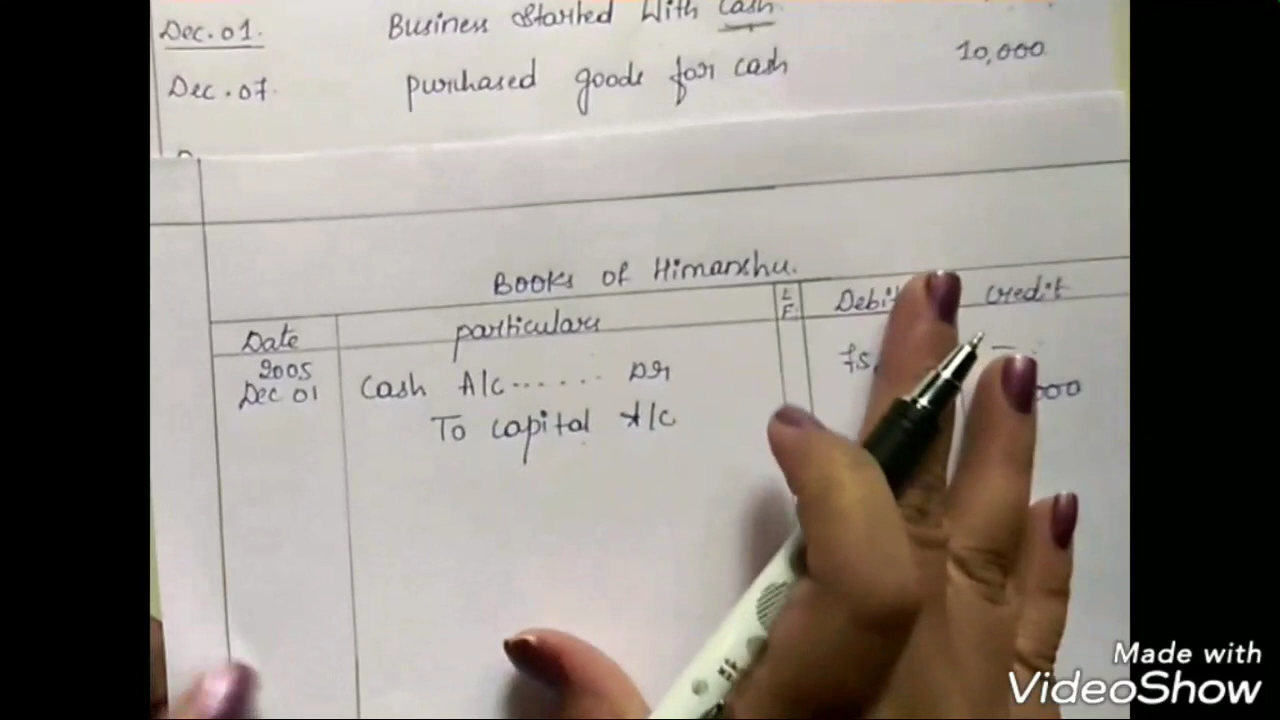 Dec. 01. Business Started With Cash
Dec. 07. purchased goods for cash 10,000
Books of Himanshu.
Date particulars L F. Debit credit
2005
Dec 01 Cash A/c...... Dr
To capital A/c
Made with
VideoShow